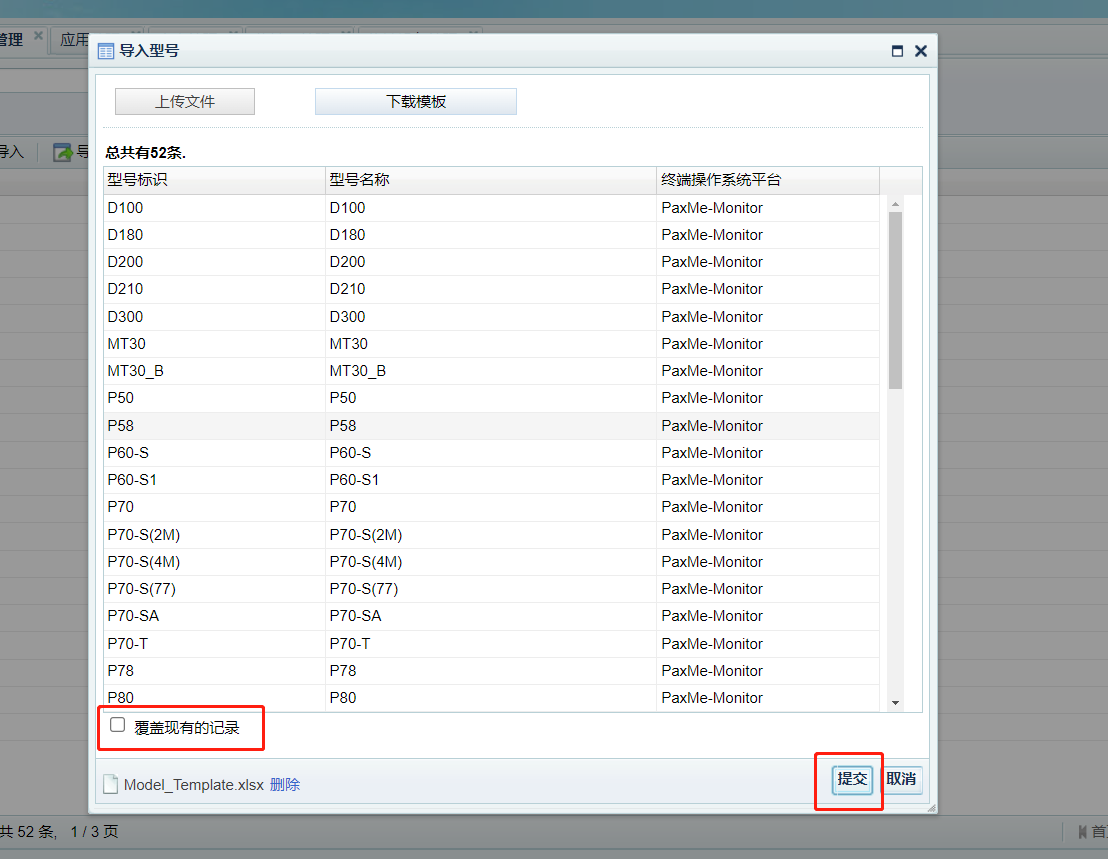 管理 应用
导入型号
上传文件 下载模板
导入
总共有52条.
型号标识 型号名称 终端操作系统平台
D100 D100 PaxMe-Monitor
D180 D180 PaxMe-Monitor
D200 D200 PaxMe-Monitor
D210 D210 PaxMe-Monitor
D300 D300 PaxMe-Monitor
MT30 MT30 PaxMe-Monitor
MT30_B MT30_B PaxMe-Monitor
P50 P50 PaxMe-Monitor
P58 P58 PaxMe-Monitor
P60-S P60-S PaxMe-Monitor
P60-S1 P60-S1 PaxMe-Monitor
P70 P70 PaxMe-Monitor
P70-S(2M) P70-S(2M) PaxMe-Monitor
P70-S(4M) P70-S(4M) PaxMe-Monitor
P70-S(77) P70-S(77) PaxMe-Monitor
P70-SA P70-SA PaxMe-Monitor
P70-T P70-T PaxMe-Monitor
P78 P78 PaxMe-Monitor
P80 P80 PaxMe-Monitor
覆盖现有的记录
Model_Template.xlsx 删除 提交 取消
共 52 条, 1 / 3 页 首